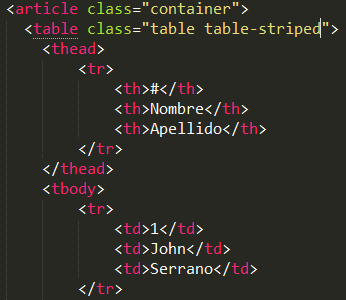 <article class="container">
<table class="table table-striped">
<thead>
<tr>
<th>#</th>
<th>Nombre</th>
<th>Apellido</th>
</tr>
</thead>
<tbody>
<tr>
<td>1</td>
<td>John</td>
<td>Serrano</td>
</tr>